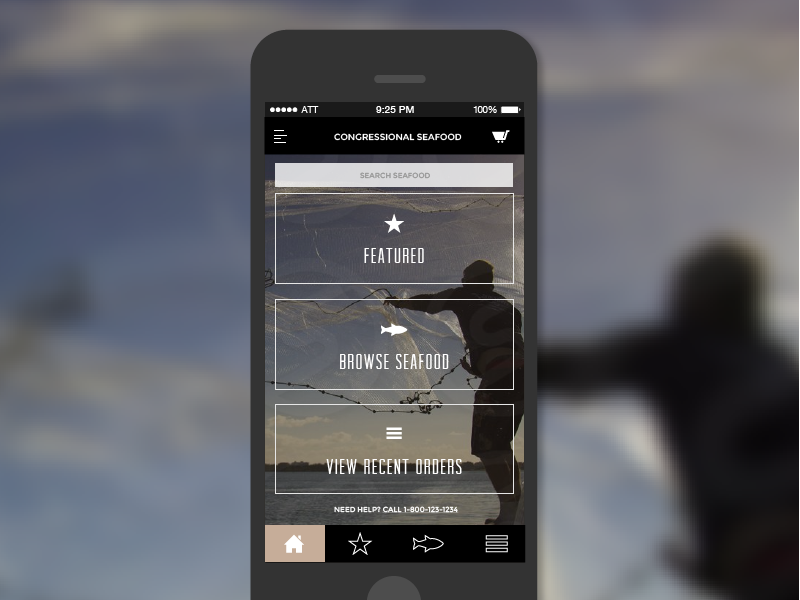 ATT 9:25 PM 100%
CONGRESSIONAL SEAFOOD
SEARCH SEAFOOD
FEATURED
BROWSE SEAFOOD
VIEW RECENT ORDERS
NEED HELP? CALL 1-800-123-1234